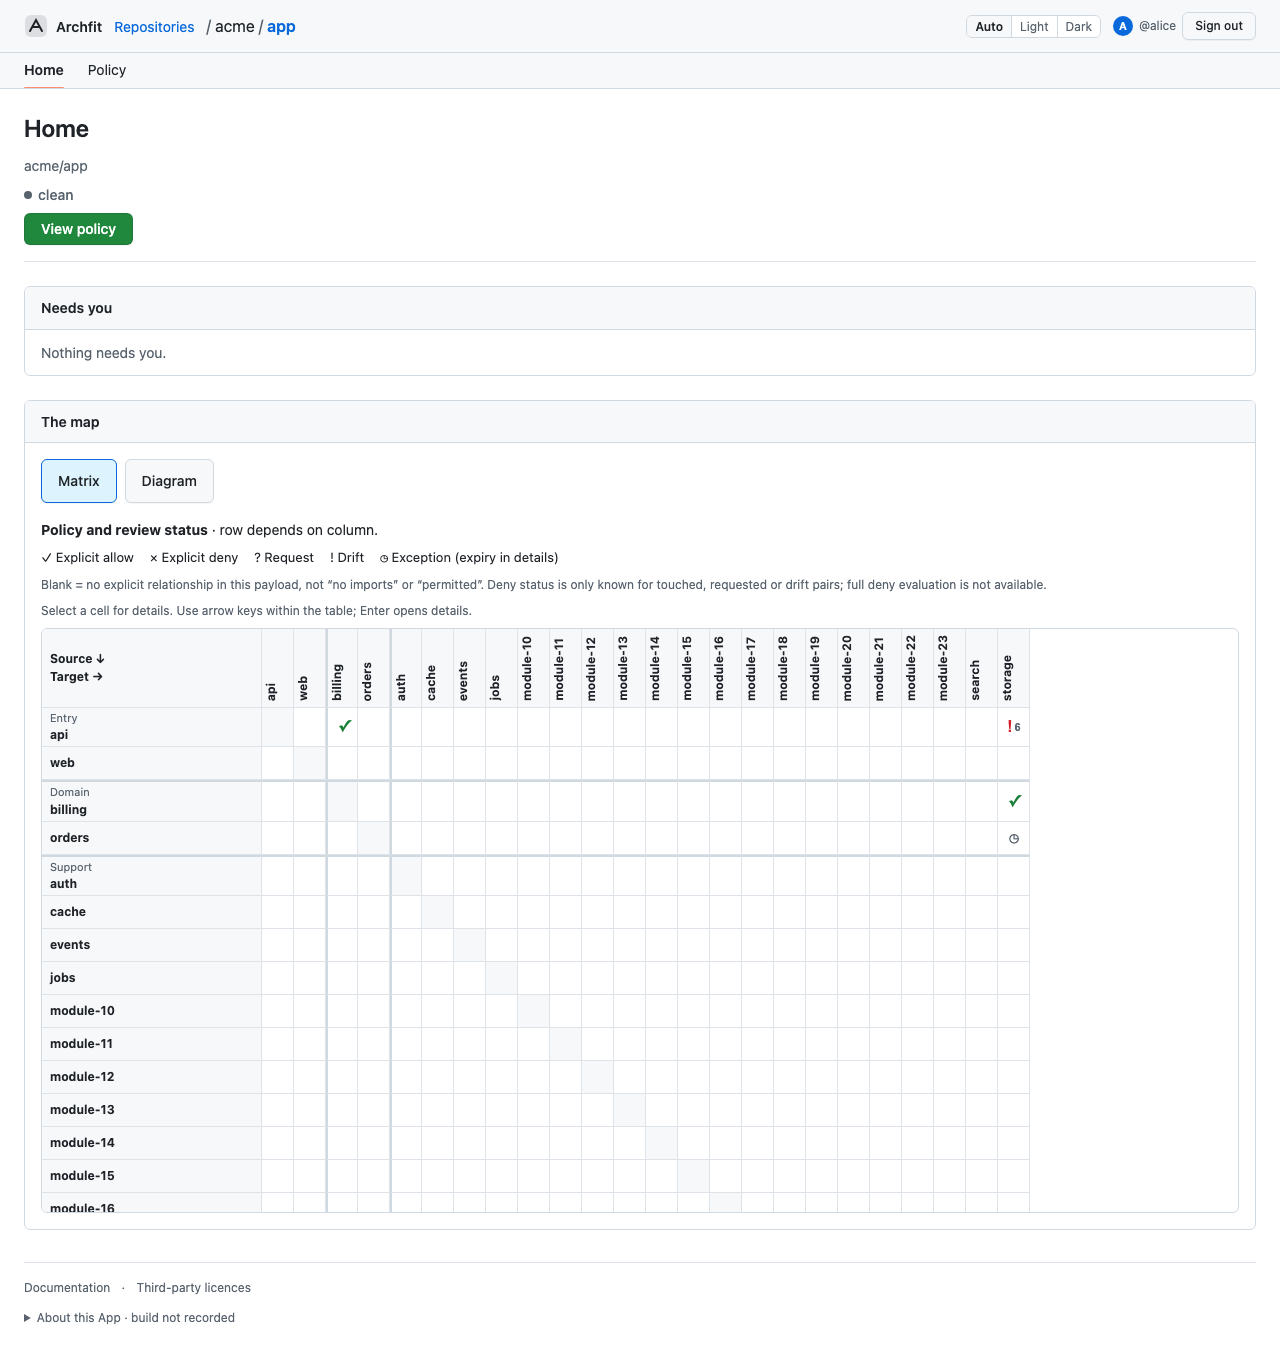 Archfit Repositories / acme / app
Auto Light Dark A @alice Sign out
Home Policy
Home
acme/app
clean
View policy
Needs you
Nothing needs you.
The map
Matrix Diagram
Policy and review status · row depends on column.
✓ Explicit allow × Explicit deny ? Request ! Drift ◷ Exception (expiry in details)
Blank = no explicit relationship in this payload, not “no imports” or “permitted”. Deny status is only known for touched, requested or drift pairs; full deny evaluation is not available.
Select a cell for details. Use arrow keys within the table; Enter opens details.
Source ↓
Target →
api web billing orders auth cache events jobs module-10 module-11 module-12 module-13 module-14 module-15 module-16 module-17 module-18 module-19 module-20 module-21 module-22 module-23 search storage
Entry
api ✓ ! 6
web
Domain
billing ✓
orders ◷
Support
auth
cache
events
jobs
module-10
module-11
module-12
module-13
module-14
module-15
module-16
Documentation · Third-party licences
▶ About this App · build not recorded